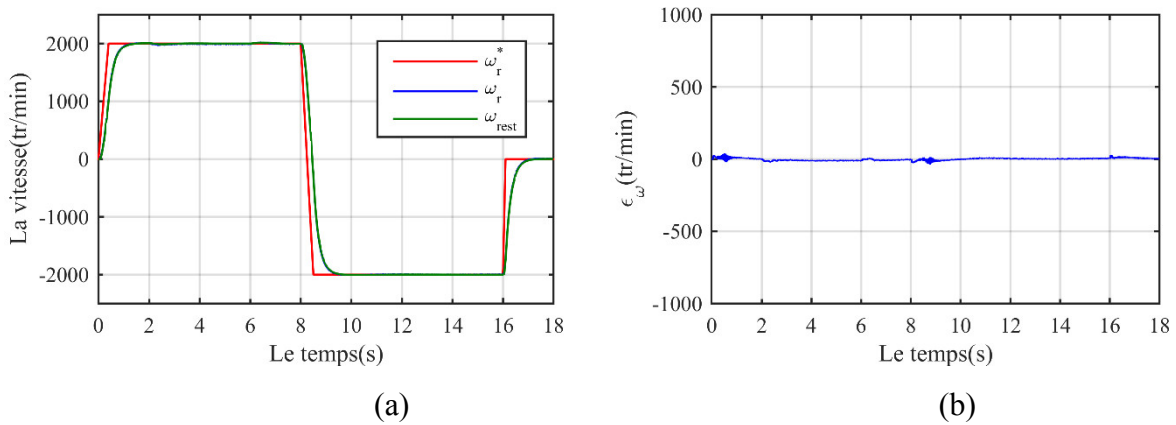 2000
1000
0
-1000
-2000
La vitesse(tr/min)
ω*r
ωr
ωrest
0 2 4 6 8 10 12 14 16 18
Le temps(s)
(a)
1000
500
0
-500
-1000
ϵω(tr/min)
0 2 4 6 8 10 12 14 16 18
Le temps(s)
(b)